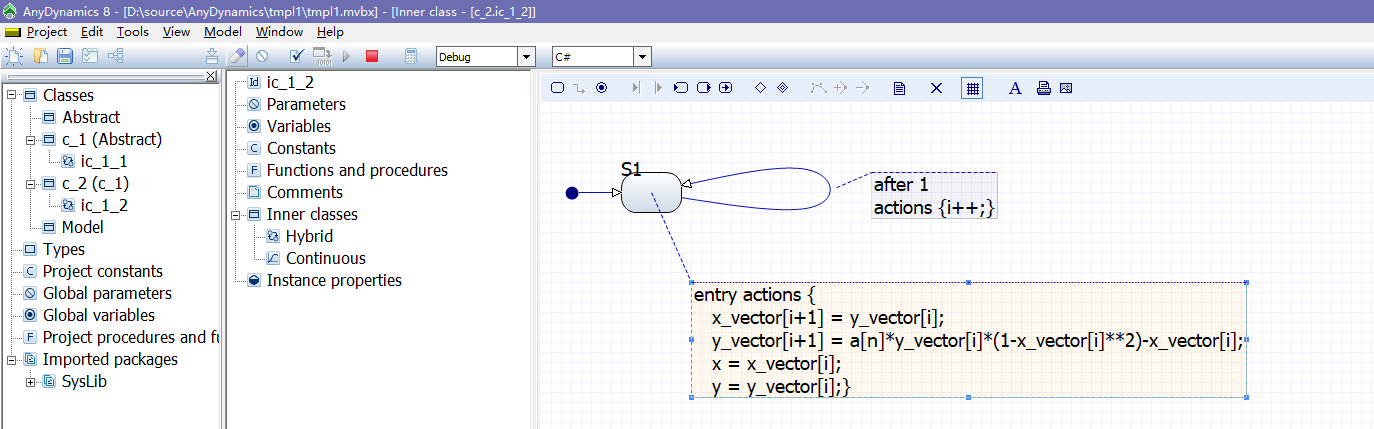 AnyDynamics 8 - [D:\source\AnyDynamics\tmpl1\tmpl1.mvbx] - [Inner class - [c_2.ic_1_2]]
Project Edit Tools View Model Window Help
Debug C#
Classes
Abstract
c_1 (Abstract)
ic_1_1
c_2 (c_1)
ic_1_2
Model
Types
Project constants
Global parameters
Global variables
Project procedures and fu
Imported packages
SysLib
Id ic_1_2
Parameters
Variables
C Constants
F Functions and procedures
Comments
Inner classes
Hybrid
Continuous
Instance properties
S1
after 1
actions {i++;}
entry actions {
x_vector[i+1] = y_vector[i];
y_vector[i+1] = a[n]*y_vector[i]*(1-x_vector[i]**2)-x_vector[i];
x = x_vector[i];
y = y_vector[i];}